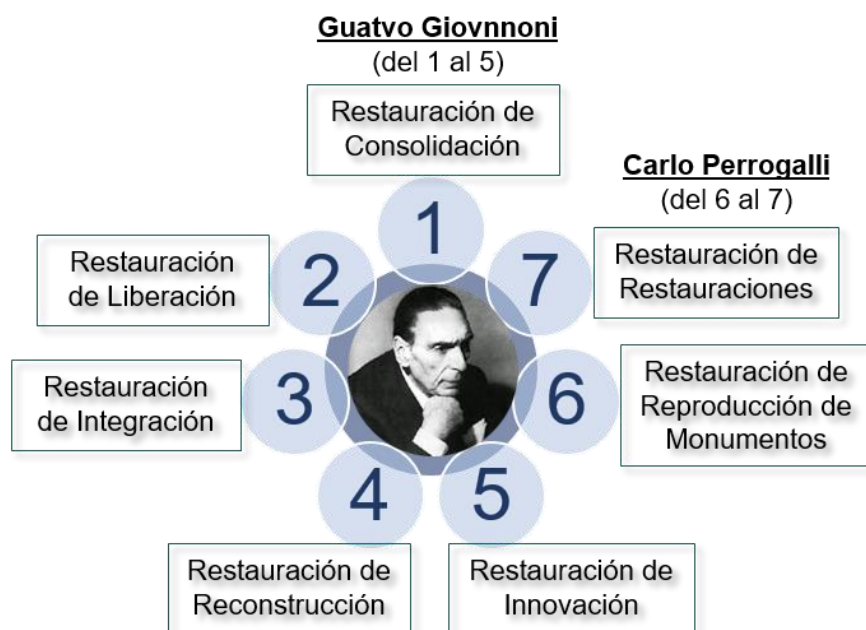 Guatvo Giovnnoni
(del 1 al 5)
Restauración de
Consolidación
Carlo Perrogalli
(del 6 al 7)
1
2
7
Restauración
de Liberación
Restauración de
Restauraciones
3
6
Restauración
de Integración
Restauración de
Reproducción de
Monumentos
4
5
Restauración de
Reconstrucción
Restauración de
Innovación